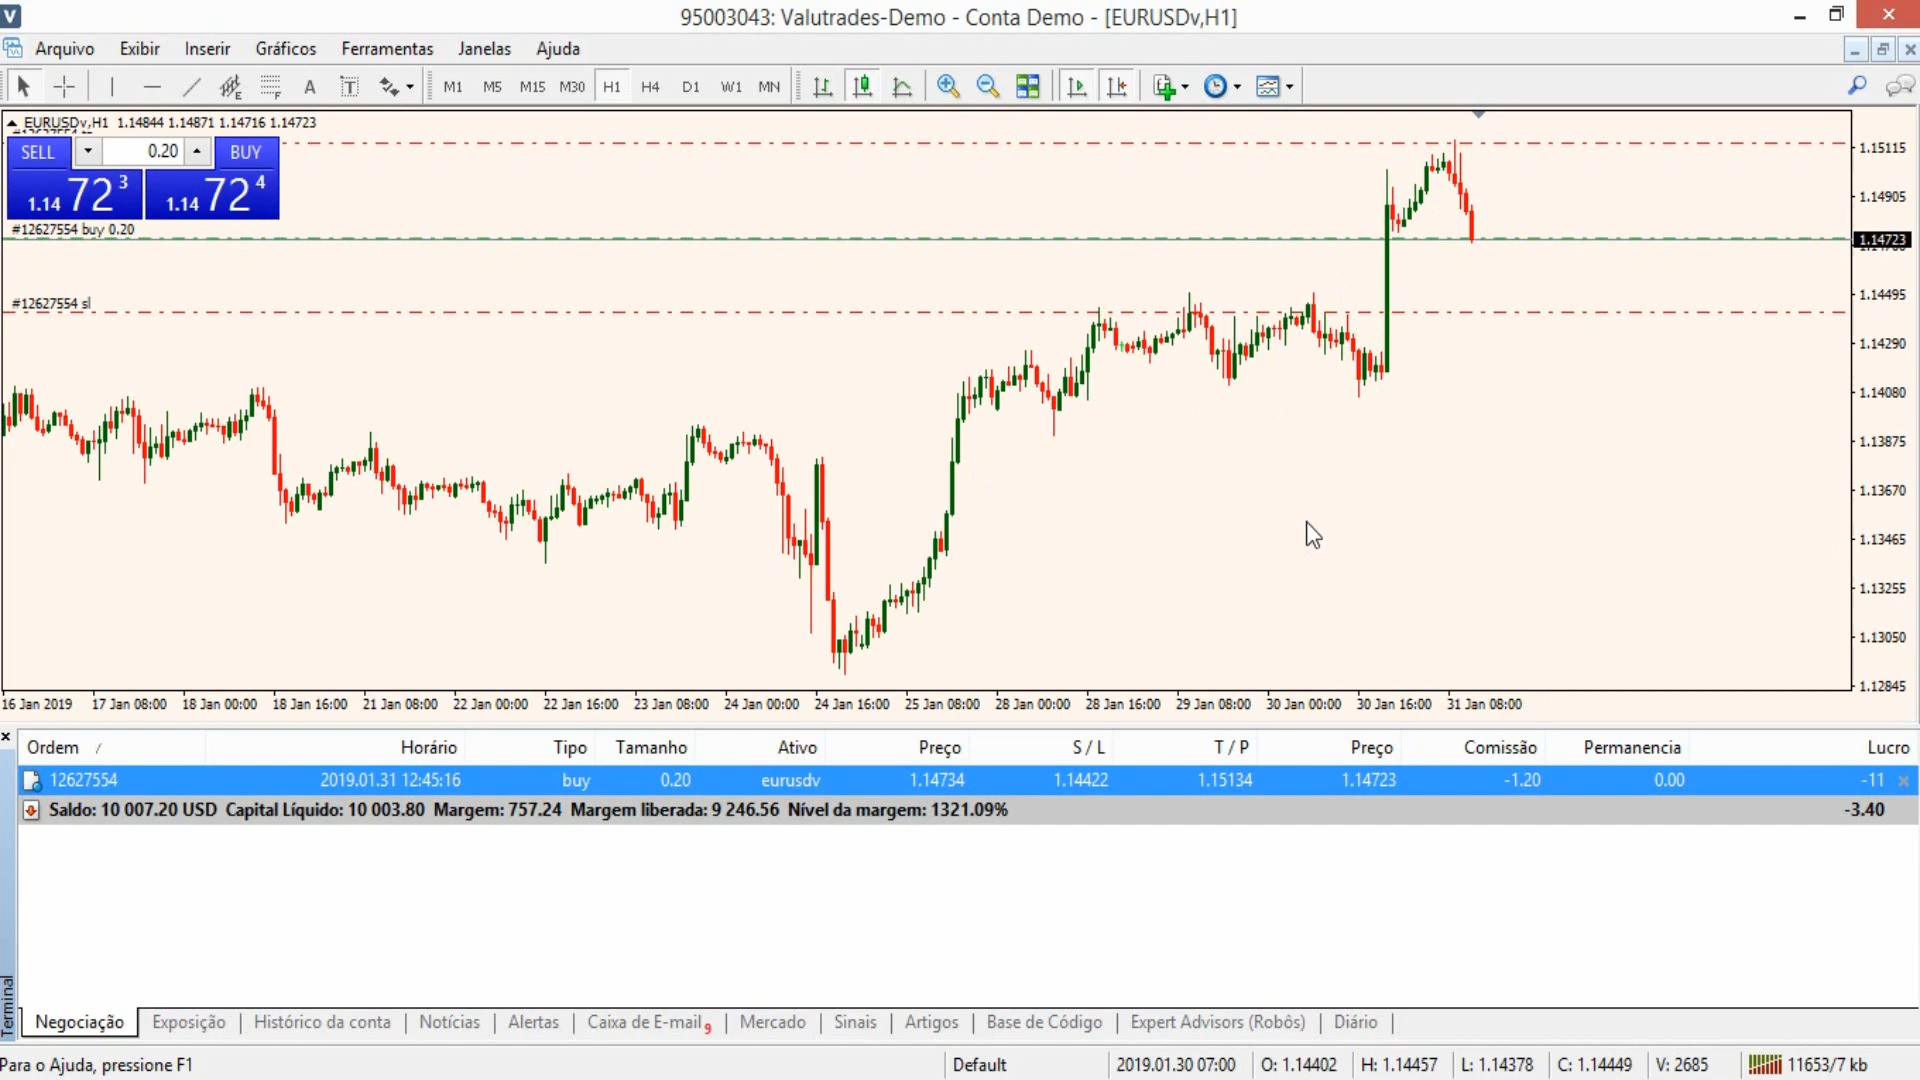 95003043: Valutrades-Demo - Conta Demo - [EURUSDv,H1]
Arquivo Exibir Inserir Gráficos Ferramentas Janelas Ajuda
E F A T M1 M5 M15 M30 H1 H4 D1 W1 MN
EURUSDv,H1 1.14844 1.14871 1.14716 1.14723
SELL 0.20 BUY
1.14 72 3 1.14 72 4
#12627554 buy 0.20
#12627554 sl
1.15115
1.14905
1.14723
1.14495
1.14290
1.14080
1.13875
1.13670
1.13465
1.13255
1.13050
1.12845
16 Jan 2019 17 Jan 08:00 18 Jan 00:00 18 Jan 16:00 21 Jan 08:00 22 Jan 00:00 22 Jan 16:00 23 Jan 08:00 24 Jan 00:00 24 Jan 16:00 25 Jan 08:00 28 Jan 00:00 28 Jan 16:00 29 Jan 08:00 30 Jan 00:00 30 Jan 16:00 31 Jan 08:00
Ordem / Horário Tipo Tamanho Ativo Preço S / L T / P Preço Comissão Permanencia Lucro
12627554 2019.01.31 12:45:16 buy 0.20 eurusdv 1.14734 1.14422 1.15134 1.14723 -1.20 0.00 -11
Saldo: 10 007.20 USD Capital Líquido: 10 003.80 Margem: 757.24 Margem liberada: 9 246.56 Nível da margem: 1321.09% -3.40
Terminal
Negociação Exposição Histórico da conta Notícias Alertas Caixa de E-mail 9 Mercado Sinais Artigos Base de Código Expert Advisors (Robôs) Diário
Para o Ajuda, pressione F1 Default 2019.01.30 07:00 O: 1.14402 H: 1.14457 L: 1.14378 C: 1.14449 V: 2685 11653/7 kb